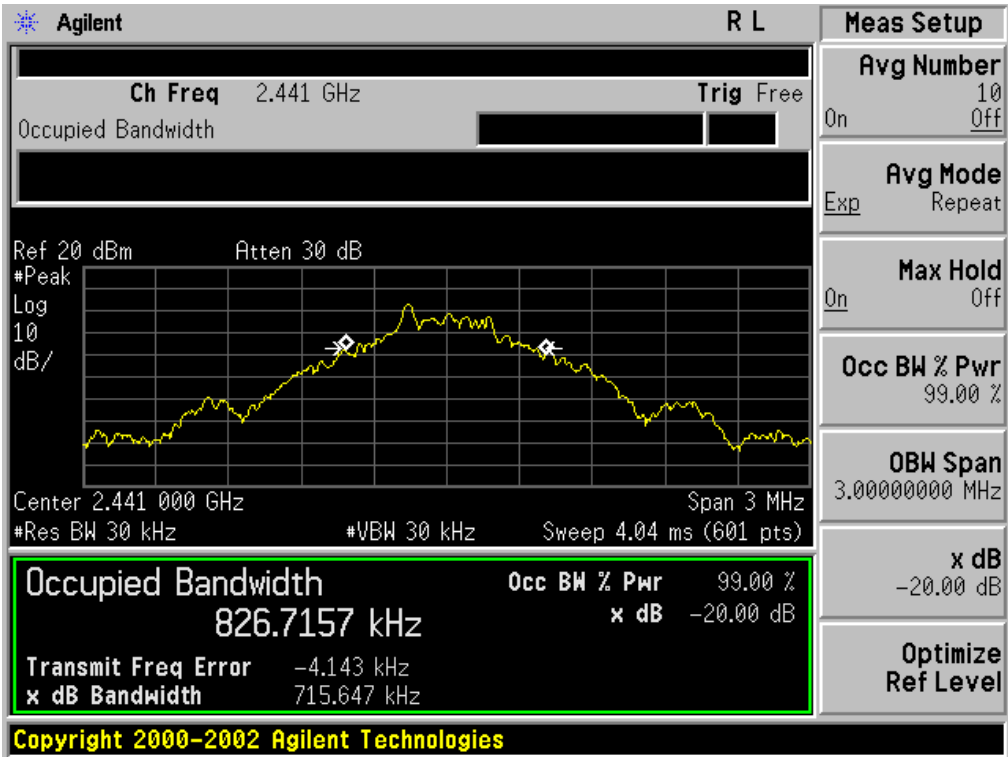 Agilent R L
Ch Freq 2.441 GHz Trig Free
Occupied Bandwidth
Ref 20 dBm Atten 30 dB
#Peak
Log
10
dB/
Center 2.441 000 GHz Span 3 MHz
#Res BW 30 kHz #VBW 30 kHz Sweep 4.04 ms (601 pts)
Occupied Bandwidth
826.7157 kHz
Occ BW % Pwr 99.00 %
x dB -20.00 dB
Transmit Freq Error -4.143 kHz
x dB Bandwidth 715.647 kHz
Copyright 2000-2002 Agilent Technologies
Meas Setup
Avg Number
10
On Off
Avg Mode
Exp Repeat
Max Hold
On Off
Occ BW % Pwr
99.00 %
OBW Span
3.00000000 MHz
x dB
-20.00 dB
Optimize
Ref Level